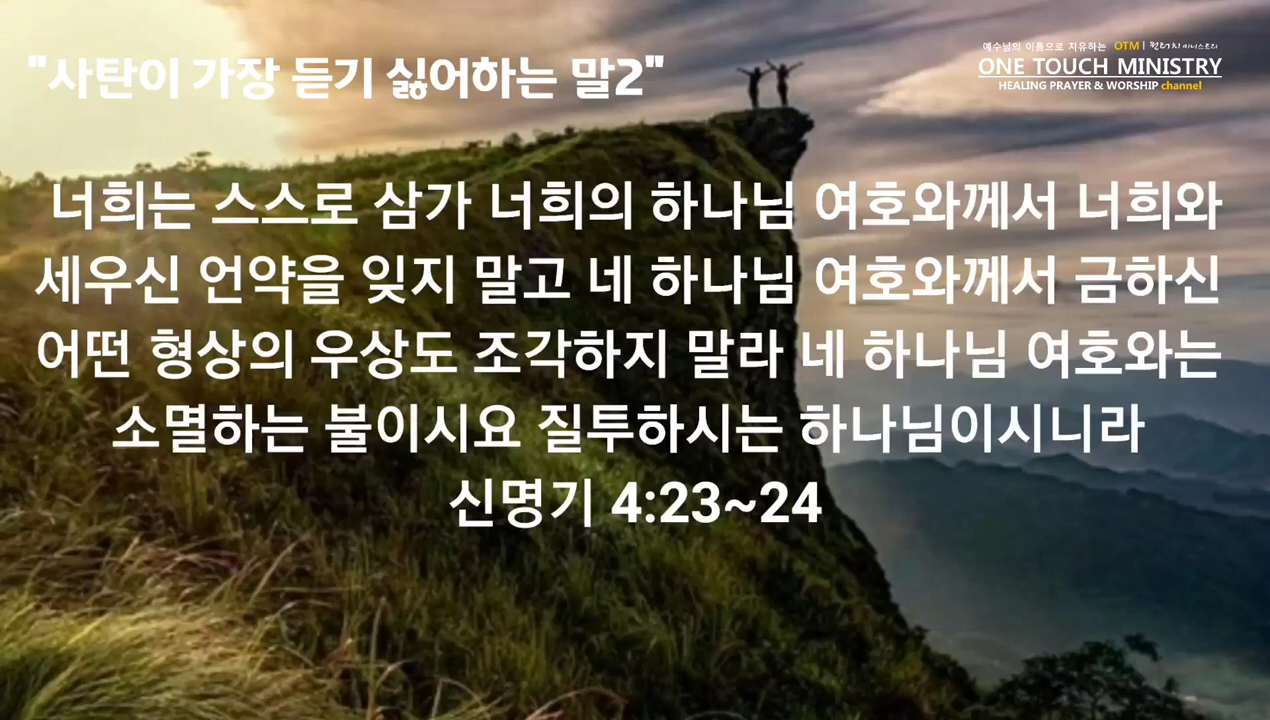 "사탄이 가장 듣기 싫어하는 말2"
예수님의 이름으로 치유하는 OTM | 원터치 미니스트리
ONE TOUCH MINISTRY
HEALING PRAYER & WORSHIP channel
너희는 스스로 삼가 너희의 하나님 여호와께서 너희와
세우신 언약을 잊지 말고 네 하나님 여호와께서 금하신
어떤 형상의 우상도 조각하지 말라 네 하나님 여호와는
소멸하는 불이시요 질투하시는 하나님이시니라
신명기 4:23~24